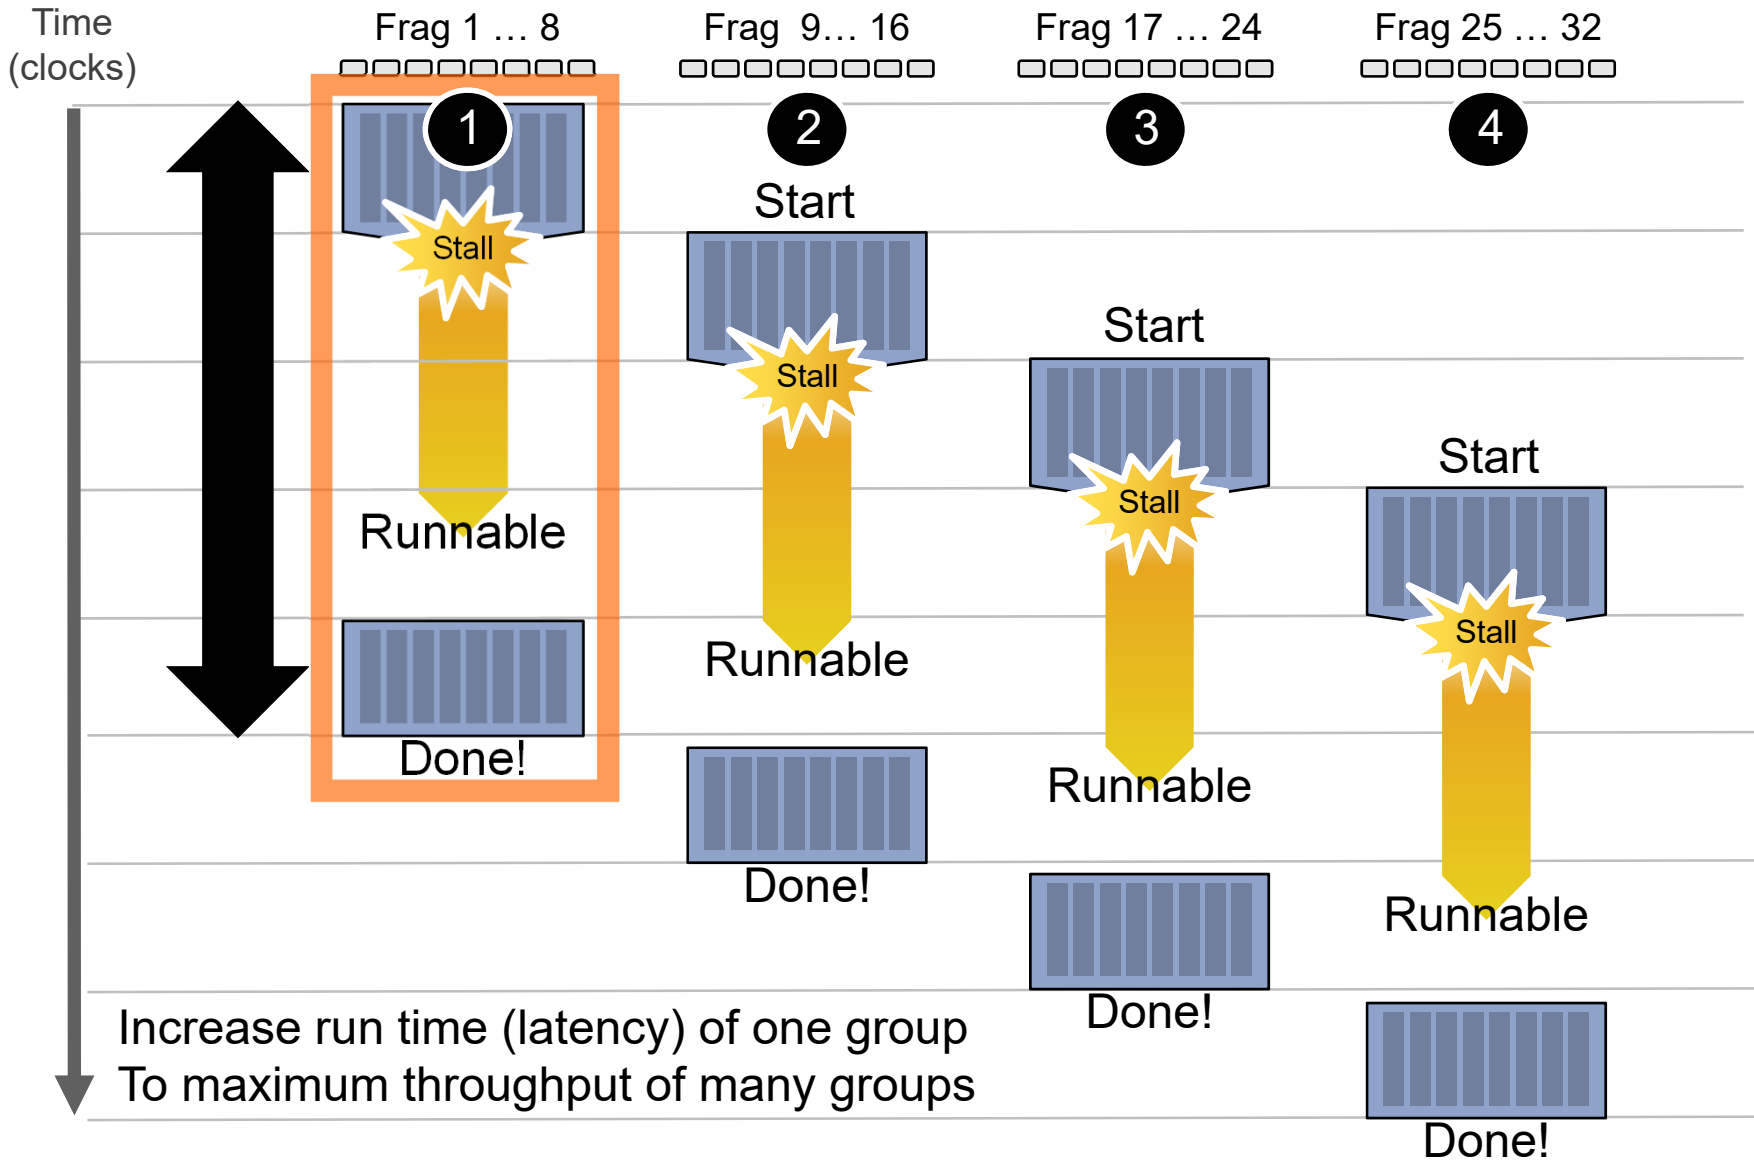 Time
(clocks)
Frag 1 … 8
Frag 9… 16
Frag 17 … 24
Frag 25 … 32
1
2
3
4
Start
Stall
Start
Stall
Start
Stall
Runnable
Stall
Runnable
Done!
Runnable
Done!
Runnable
Done!
Increase run time (latency) of one group
To maximum throughput of many groups
Done!